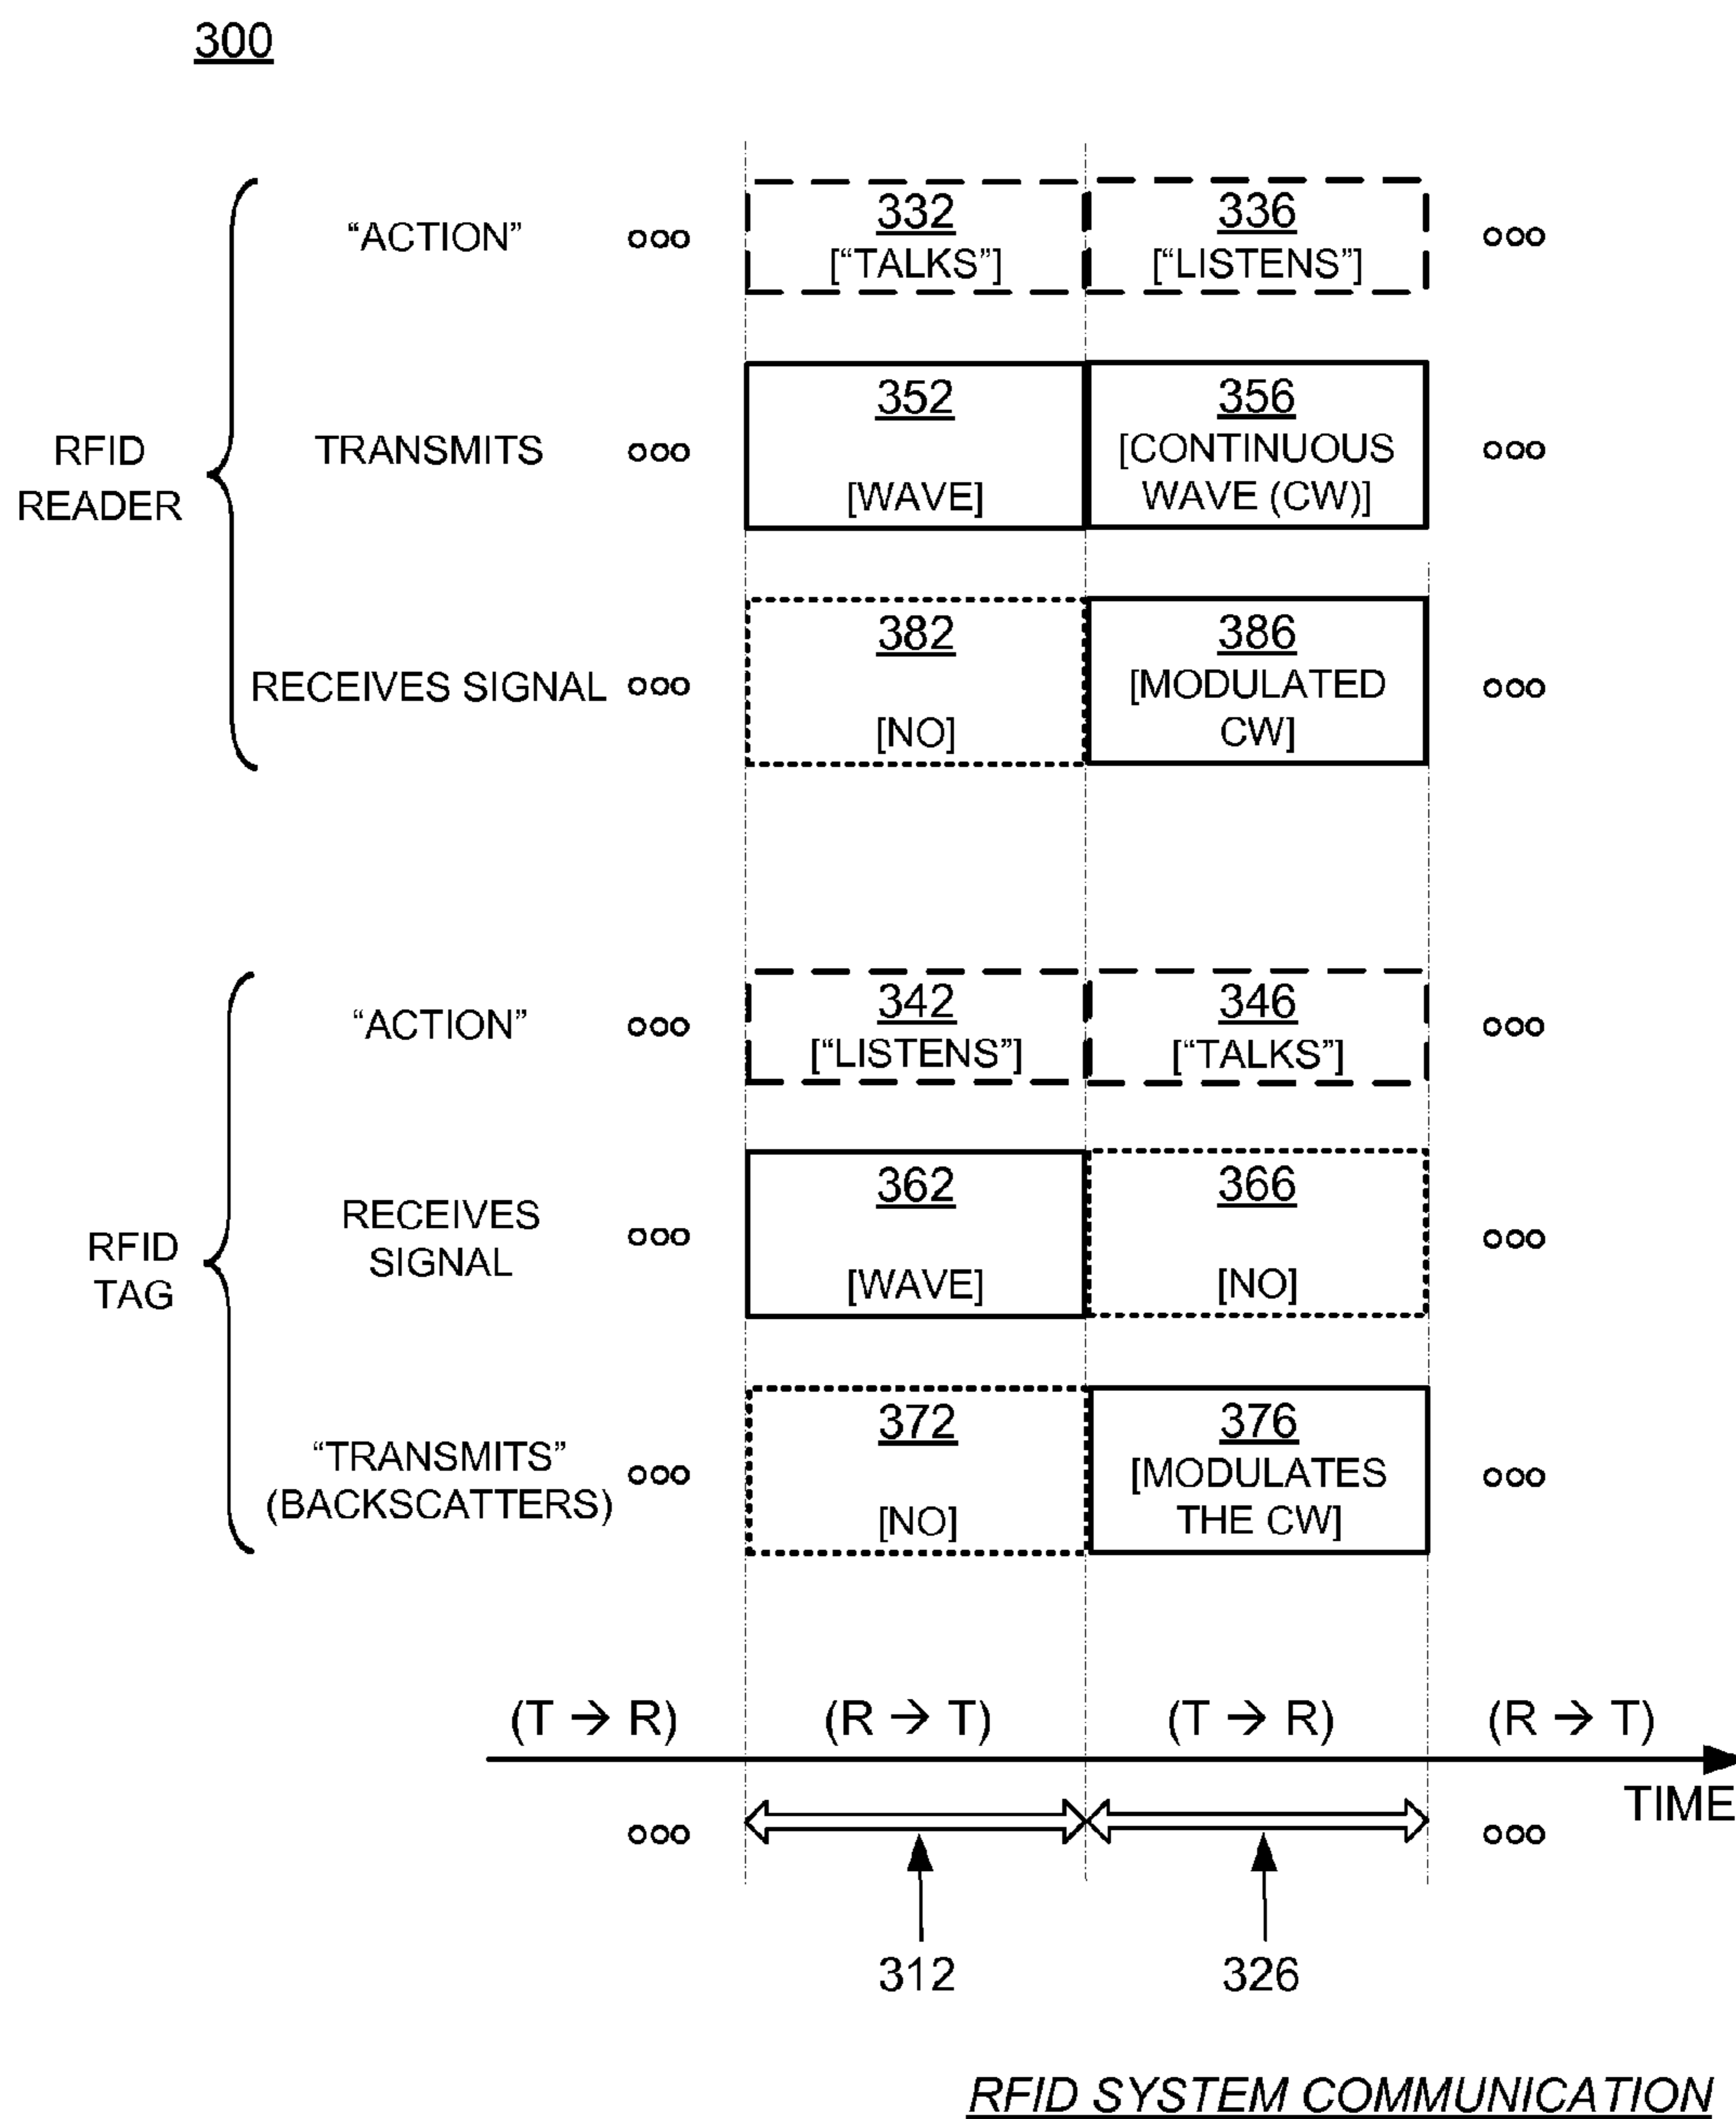 300
"ACTION" ooo 332 336 ooo
["TALKS"] ["LISTENS"]
RFID
READER
TRANSMITS ooo 352 356 ooo
[WAVE] [CONTINUOUS
WAVE (CW)]
RECEIVES SIGNAL ooo 382 386 ooo
[NO] [MODULATED
CW]
"ACTION" ooo 342 346 ooo
["LISTENS"] ["TALKS"]
RFID
TAG
RECEIVES
SIGNAL ooo 362 366 ooo
[WAVE] [NO]
"TRANSMITS"
(BACKSCATTERS) ooo 372 376 ooo
[NO] [MODULATES
THE CW]
(T → R) (R → T) (T → R) (R → T)
TIME
ooo ooo
312 326
RFID SYSTEM COMMUNICATION